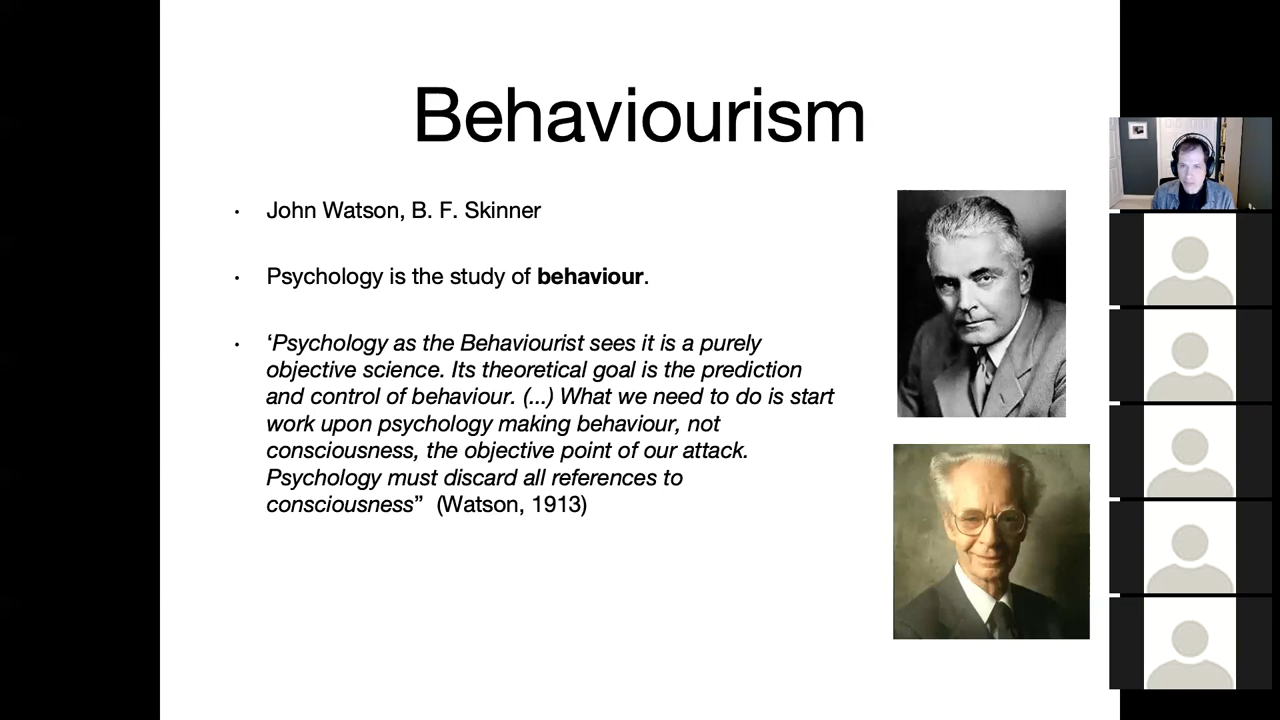 Behaviourism
· John Watson, B. F. Skinner
· Psychology is the study of behaviour.
· ‘Psychology as the Behaviourist sees it is a purely
objective science. Its theoretical goal is the prediction
and control of behaviour. (...) What we need to do is start
work upon psychology making behaviour, not
consciousness, the objective point of our attack.
Psychology must discard all references to
consciousness” (Watson, 1913)